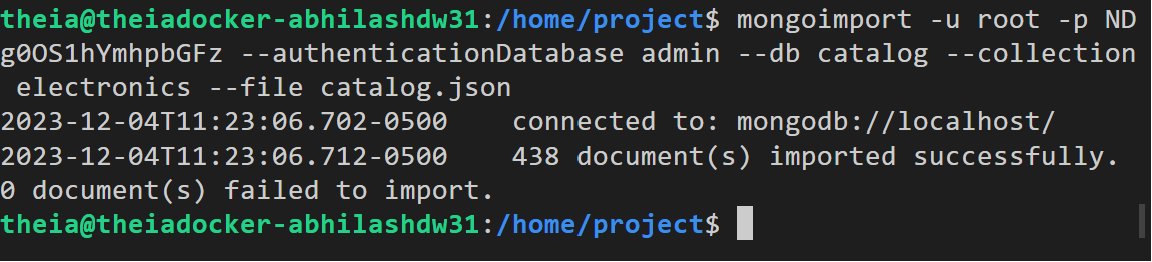 theia@theiadocker-abhilashdw31:/home/project$ mongoimport -u root -p ND
g0OS1hYmhpbGFz --authenticationDatabase admin --db catalog --collection
 electronics --file catalog.json
2023-12-04T11:23:06.702-0500    connected to: mongodb://localhost/
2023-12-04T11:23:06.712-0500    438 document(s) imported successfully.
0 document(s) failed to import.
theia@theiadocker-abhilashdw31:/home/project$